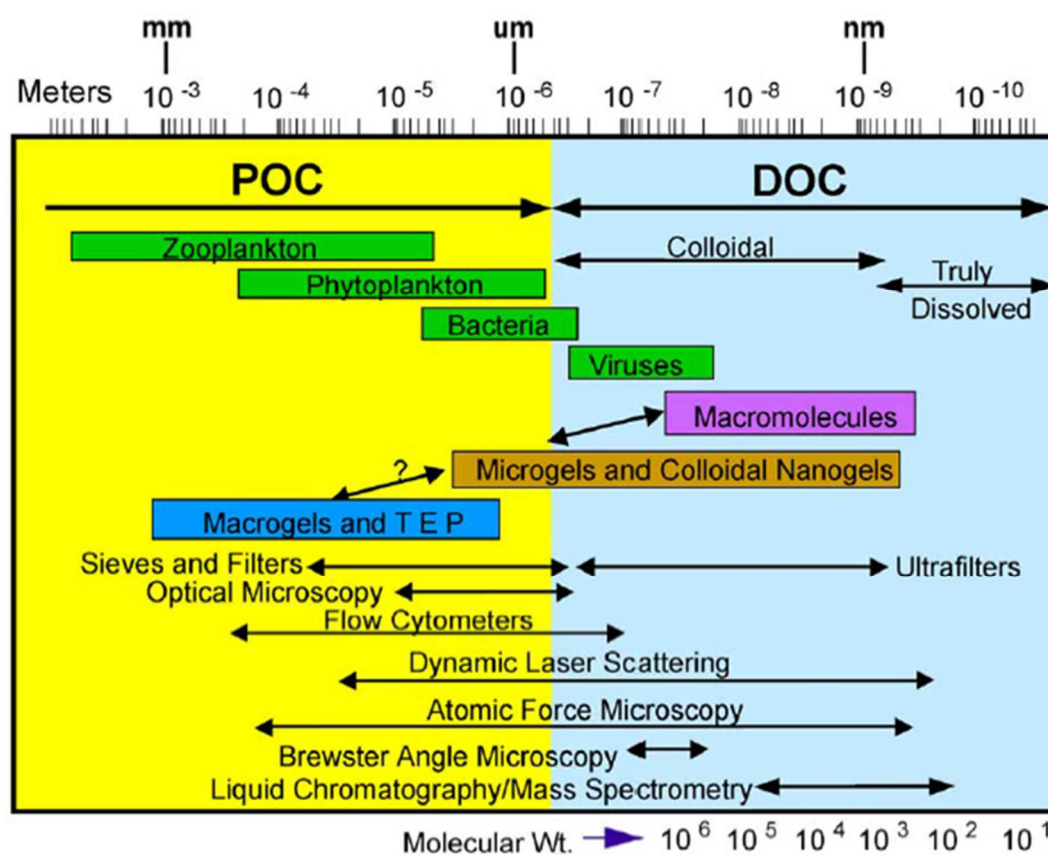 mm um nm
Meters 10 -3 10 -4 10 -5 10 -6 10 -7 10 -8 10 -9 10 -10
POC DOC
Zooplankton
Colloidal
Phytoplankton
Truly
Dissolved
Bacteria
Viruses
Macromolecules
?
Microgels and Colloidal Nanogels
Macrogels and T E P
Sieves and Filters Ultrafilters
Optical Microscopy
Flow Cytometers
Dynamic Laser Scattering
Atomic Force Microscopy
Brewster Angle Microscopy
Liquid Chromatography/Mass Spectrometry
Molecular Wt. 10 6 10 5 10 4 10 3 10 2 10 1